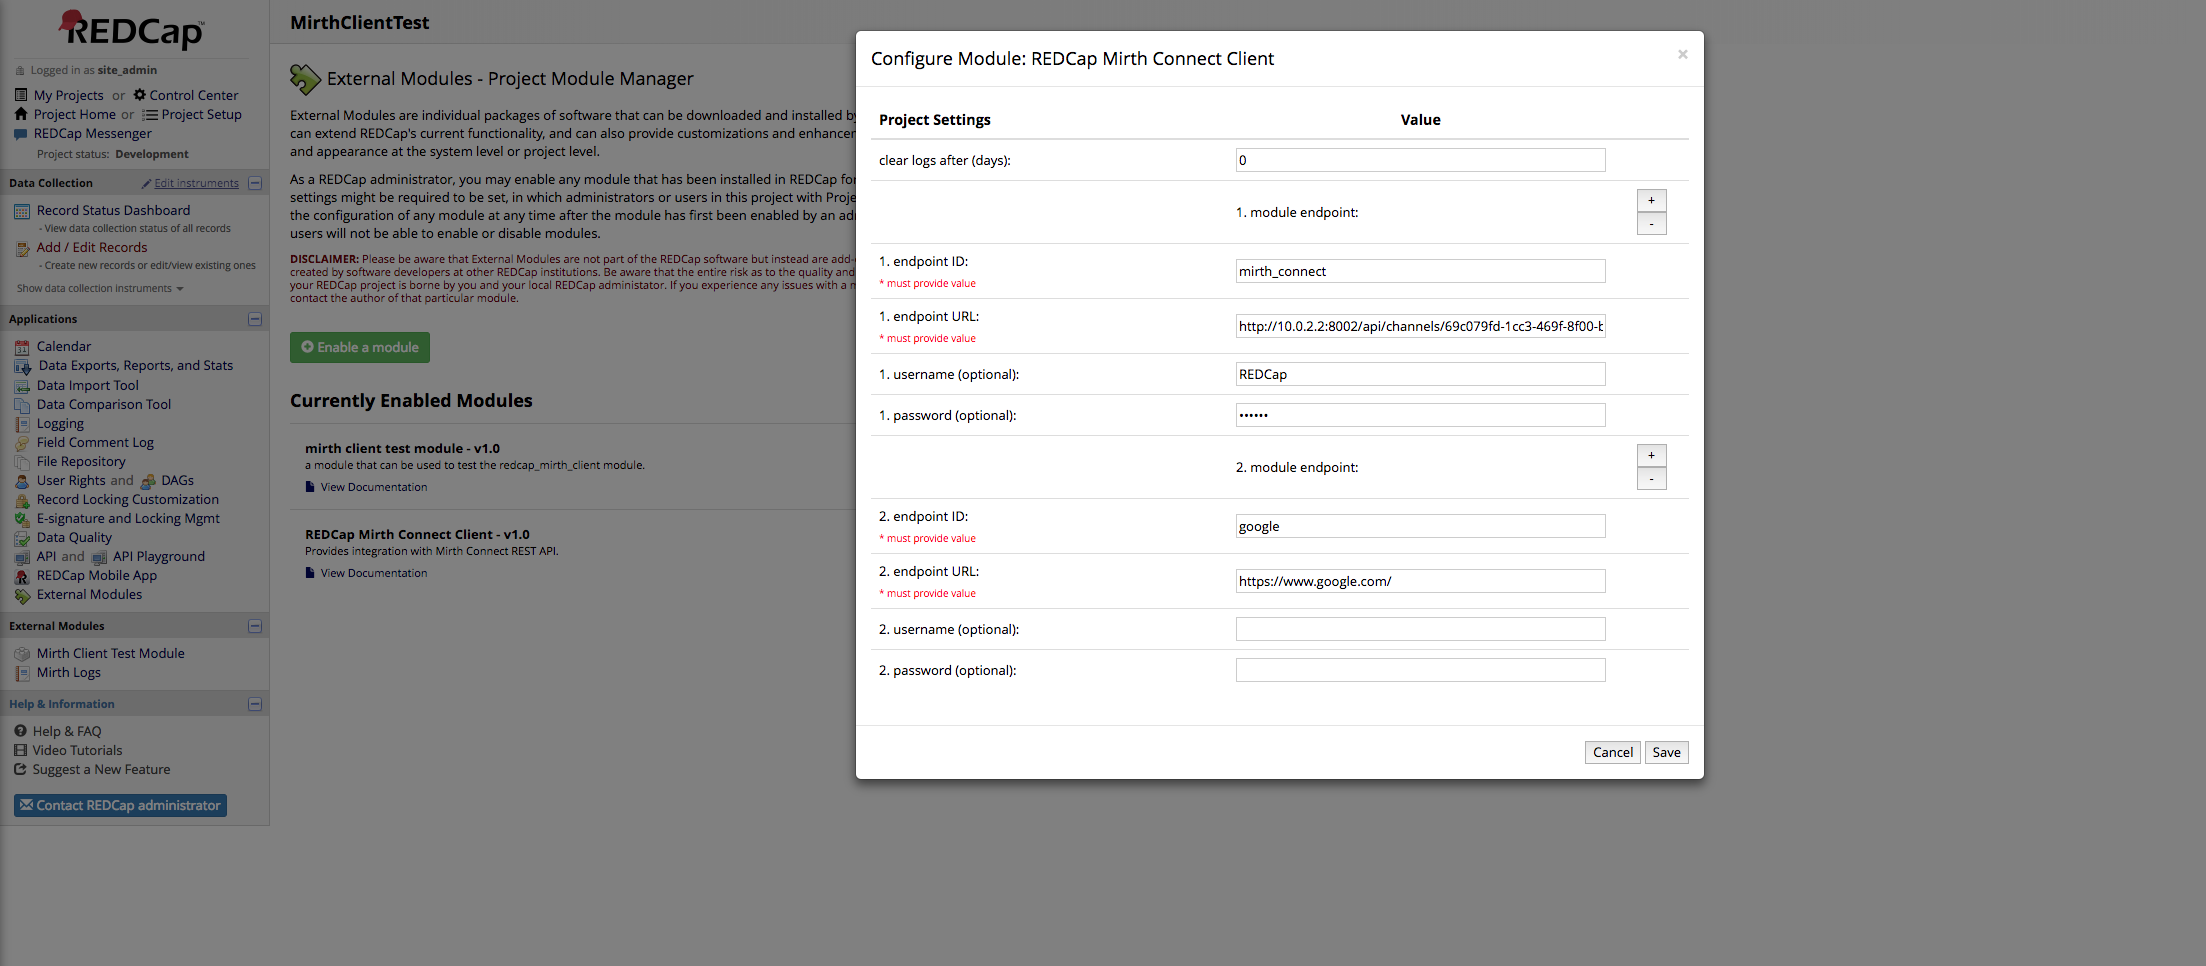 REDCap™
Logged in as site_admin
My Projects or Control Center
Project Home or Project Setup
REDCap Messenger
Project status: Development
Data Collection Edit instruments
Record Status Dashboard
- View data collection status of all records
Add / Edit Records
- Create new records or edit/view existing ones
Show data collection instruments
Applications
31
Calendar
Data Exports, Reports, and Stats
Data Import Tool
Data Comparison Tool
Logging
Field Comment Log
File Repository
User Rights and DAGs
Record Locking Customization
E-signature and Locking Mgmt
Data Quality
API and API Playground
REDCap Mobile App
External Modules
External Modules
Mirth Client Test Module
Mirth Logs
Help & Information
Help & FAQ
Video Tutorials
Suggest a New Feature
Contact REDCap administrator
MirthClientTest
External Modules - Project Module Manager
External Modules are individual packages of software that can be downloaded and installed by
can extend REDCap's current functionality, and can also provide customizations and enhancem
and appearance at the system level or project level.
As a REDCap administrator, you may enable any module that has been installed in REDCap for
settings might be required to be set, in which administrators or users in this project with Proje
the configuration of any module at any time after the module has first been enabled by an adm
users will not be able to enable or disable modules.
DISCLAIMER: Please be aware that External Modules are not part of the REDCap software but instead are add-
created by software developers at other REDCap institutions. Be aware that the entire risk as to the quality and
your REDCap project is borne by you and your local REDCap administator. If you experience any issues with a m
contact the author of that particular module.
Enable a module
Currently Enabled Modules
mirth client test module - v1.0
a module that can be used to test the redcap_mirth_client module.
View Documentation
REDCap Mirth Connect Client - v1.0
Provides integration with Mirth Connect REST API.
View Documentation
Configure Module: REDCap Mirth Connect Client ×
Project Settings Value
clear logs after (days): 0
1. module endpoint: + -
1. endpoint ID: mirth_connect
* must provide value
1. endpoint URL: http://10.0.2.2:8002/api/channels/69c079fd-1cc3-469f-8f00-b
* must provide value
1. username (optional): REDCap
1. password (optional): ••••••
2. module endpoint: + -
2. endpoint ID: google
* must provide value
2. endpoint URL: https://www.google.com/
* must provide value
2. username (optional):
2. password (optional):
Cancel Save